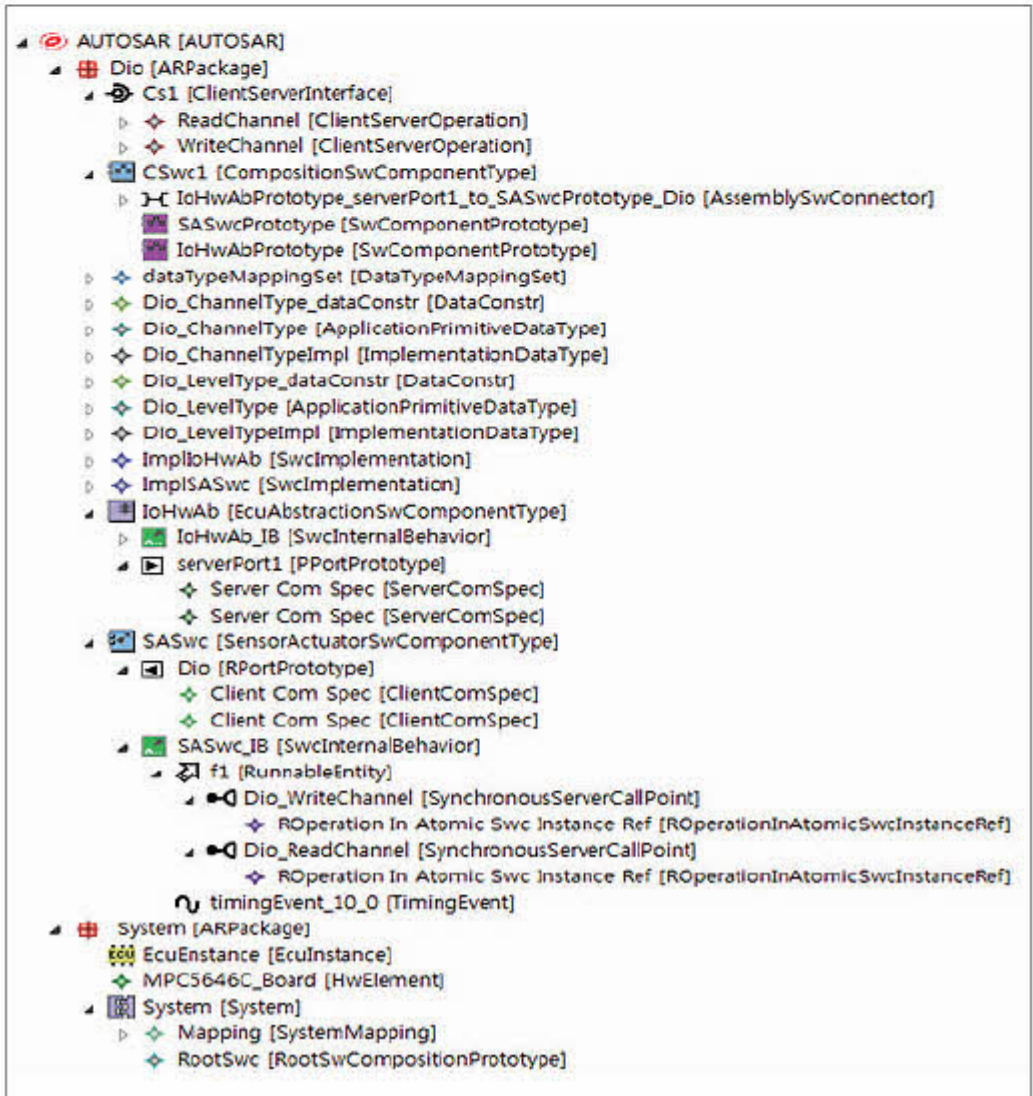 AUTOSAR [AUTOSAR]
Dio [ARPackage]
Cs1 [ClientServerInterface]
ReadChannel [ClientServerOperation]
WriteChannel [ClientServerOperation]
CSwc1 [CompositionSwComponentType]
IoHwAbPrototype_serverPort1_to_SASwcPrototype_Dio [AssemblySwConnector]
SASwcPrototype [SwComponentPrototype]
IoHwAbPrototype [SwComponentPrototype]
dataTypeMappingSet [DataTypeMappingSet]
Dio_ChannelType_dataConstr [DataConstr]
Dio_ChannelType [ApplicationPrimitiveDataType]
Dio_ChannelTypeImpl [ImplementationDataType]
Dio_LevelType_dataConstr [DataConstr]
Dio_LevelType [ApplicationPrimitiveDataType]
Dio_LevelTypeImpl [ImplementationDataType]
ImplIoHwAb [SwcImplementation]
ImplSASwc [SwcImplementation]
IoHwAb [EcuAbstractionSwComponentType]
IoHwAb_IB [SwcInternalBehavior]
serverPort1 [PPortPrototype]
Server Com Spec [ServerComSpec]
Server Com Spec [ServerComSpec]
SASwc [SensorActuatorSwComponentType]
Dio [RPortPrototype]
Client Com Spec [ClientComSpec]
Client Com Spec [ClientComSpec]
SASwc_IB [SwcInternalBehavior]
f1 [RunnableEntity]
Dio_WriteChannel [SynchronousServerCallPoint]
ROperation In Atomic Swc Instance Ref [ROperationInAtomicSwcInstanceRef]
Dio_ReadChannel [SynchronousServerCallPoint]
ROperation In Atomic Swc Instance Ref [ROperationInAtomicSwcInstanceRef]
timingEvent_10_0 [TimingEvent]
System [ARPackage]
ECU EcuEnstance [EcuInstance]
MPC5646C_Board [HwElement]
System [System]
Mapping [SystemMapping]
RootSwc [RootSwCompositionPrototype]